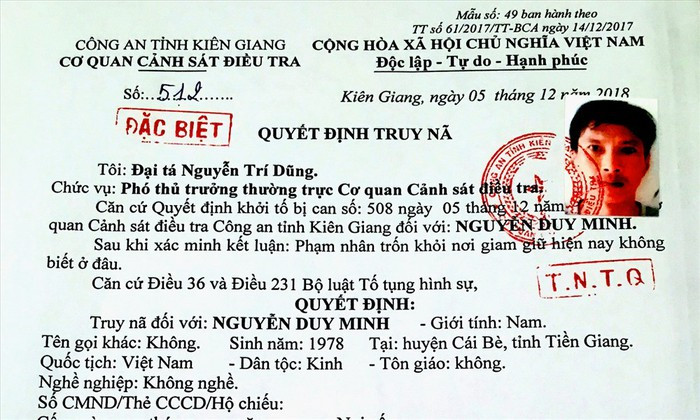 Mẫu số: 49 ban hành theo
TT số 61/2017/TT-BCA ngày 14/12/2017
CÔNG AN TỈNH KIÊN GIANG
CỘNG HÒA XÃ HỘI CHỦ NGHĨA VIỆT NAM
CƠ QUAN CẢNH SÁT ĐIỀU TRA
Độc lập - Tự do - Hạnh phúc
Số:...512.......
Kiên Giang, ngày 05 tháng 12 năm 2018
ĐẶC BIỆT
QUYẾT ĐỊNH TRUY NÃ
CÔNG AN TỈNH KIÊN
Tôi: Đại tá Nguyễn Trí Dũng.
Chức vụ: Phó thủ trưởng thường trực Cơ quan Cảnh sát điều tra.
Căn cứ Quyết định khởi tố bị can số: 508 ngày 05 tháng 12 năm
quan Cảnh sát điều tra Công an tỉnh Kiên Giang đối với: NGUYỄN DUY MINH.
Sau khi xác minh kết luận: Phạm nhân trốn khỏi nơi giam giữ hiện nay không
biết ở đâu.
Căn cứ Điều 36 và Điều 231 Bộ luật Tố tụng hình sự,
T.N.T.Q
QUYẾT ĐỊNH:
Truy nã đối với: NGUYỄN DUY MINH - Giới tính: Nam.
Tên gọi khác: Không. Sinh năm: 1978 Tại: huyện Cái Bè, tỉnh Tiền Giang.
Quốc tịch: Việt Nam - Dân tộc: Kinh - Tôn giáo: không.
Nghề nghiệp: Không nghề.
Số CMND/Thẻ CCCD/Hộ chiếu: